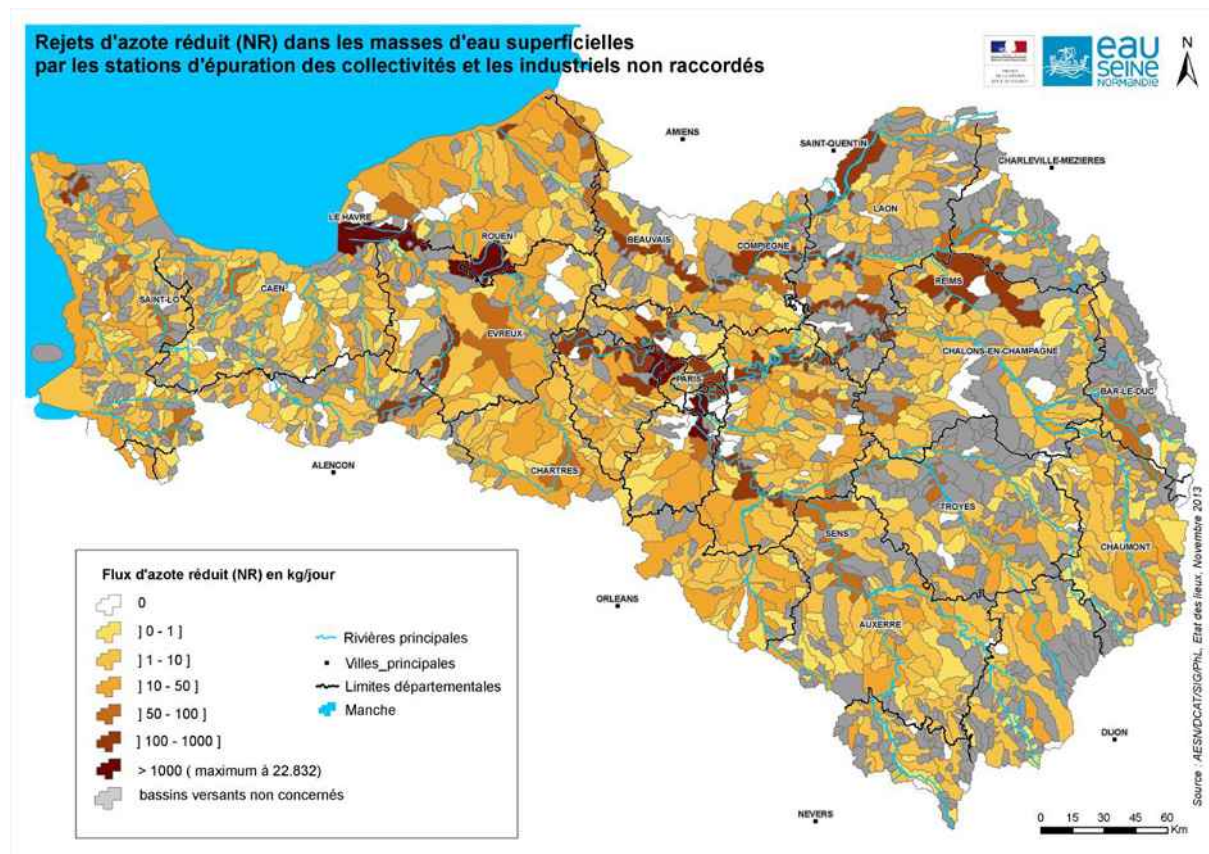 Rejets d'azote réduit (NR) dans les masses d'eau superficielles
par les stations d'épuration des collectivités et les industriels non raccordés
eau
seine
NORMANDIE
N
AMIENS
SAINT-QUENTIN
CHARLEVILLE-MEZIERES
LAON
LE HAVRE
ROUEN
BEAUVAIS
COMPIEGNE
REIMS
CAEN
SAINT-LO
EVREUX
CHALONS-EN-CHAMPAGNE
PARIS
BAR-LE-DUC
ALENCON
CHARTRES
TROYES
SENS
CHAUMONT
ORLEANS
AUXERRE
DIJON
NEVERS
Flux d'azote réduit (NR) en kg/jour
0
] 0 - 1 ]
] 1 - 10 ]
] 10 - 50 ]
] 50 - 100 ]
] 100 - 1000 ]
> 1000 ( maximum à 22.832)
bassins versants non concernés
Rivières principales
Villes_principales
Limites départementales
Manche
0 15 30 45 60
Km
Source : AESN/DCAT/SIG/PhL, Etat des lieux, Novembre 2013